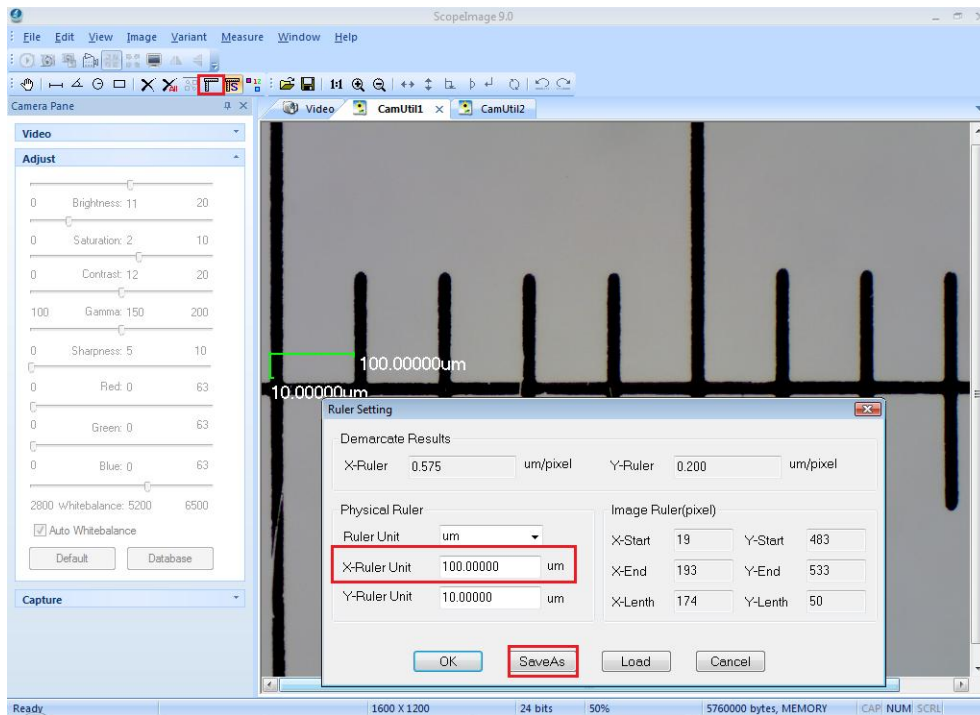 ScopeImage 9.0
File Edit View Image Variant Measure Window Help
All S 12 1:1
Camera Pane
Video CamUtil1 CamUtil2
Video
Adjust
0 Brightness: 11 20
0 Saturation: 2 10
0 Contrast: 12 20
100 Gamma: 150 200
0 Sharpness: 5 10
0 Red: 0 63
0 Green: 0 63
0 Blue: 0 63
2800 Whitebalance: 5200 6500
Auto Whitebalance
Default Database
Capture
100.00000um
10.00000um
Ruler Setting
Demarcate Results
X-Ruler 0.575 um/pixel Y-Ruler 0.200 um/pixel
Physical Ruler
Ruler Unit um
X-Ruler Unit 100.00000 um
Y-Ruler Unit 10.00000 um
Image Ruler(pixel)
X-Start 19 Y-Start 483
X-End 193 Y-End 533
X-Lenth 174 Y-Lenth 50
OK SaveAs Load Cancel
Ready 1600 X 1200 24 bits 50% 5760000 bytes, MEMORY CAP NUM SCRL